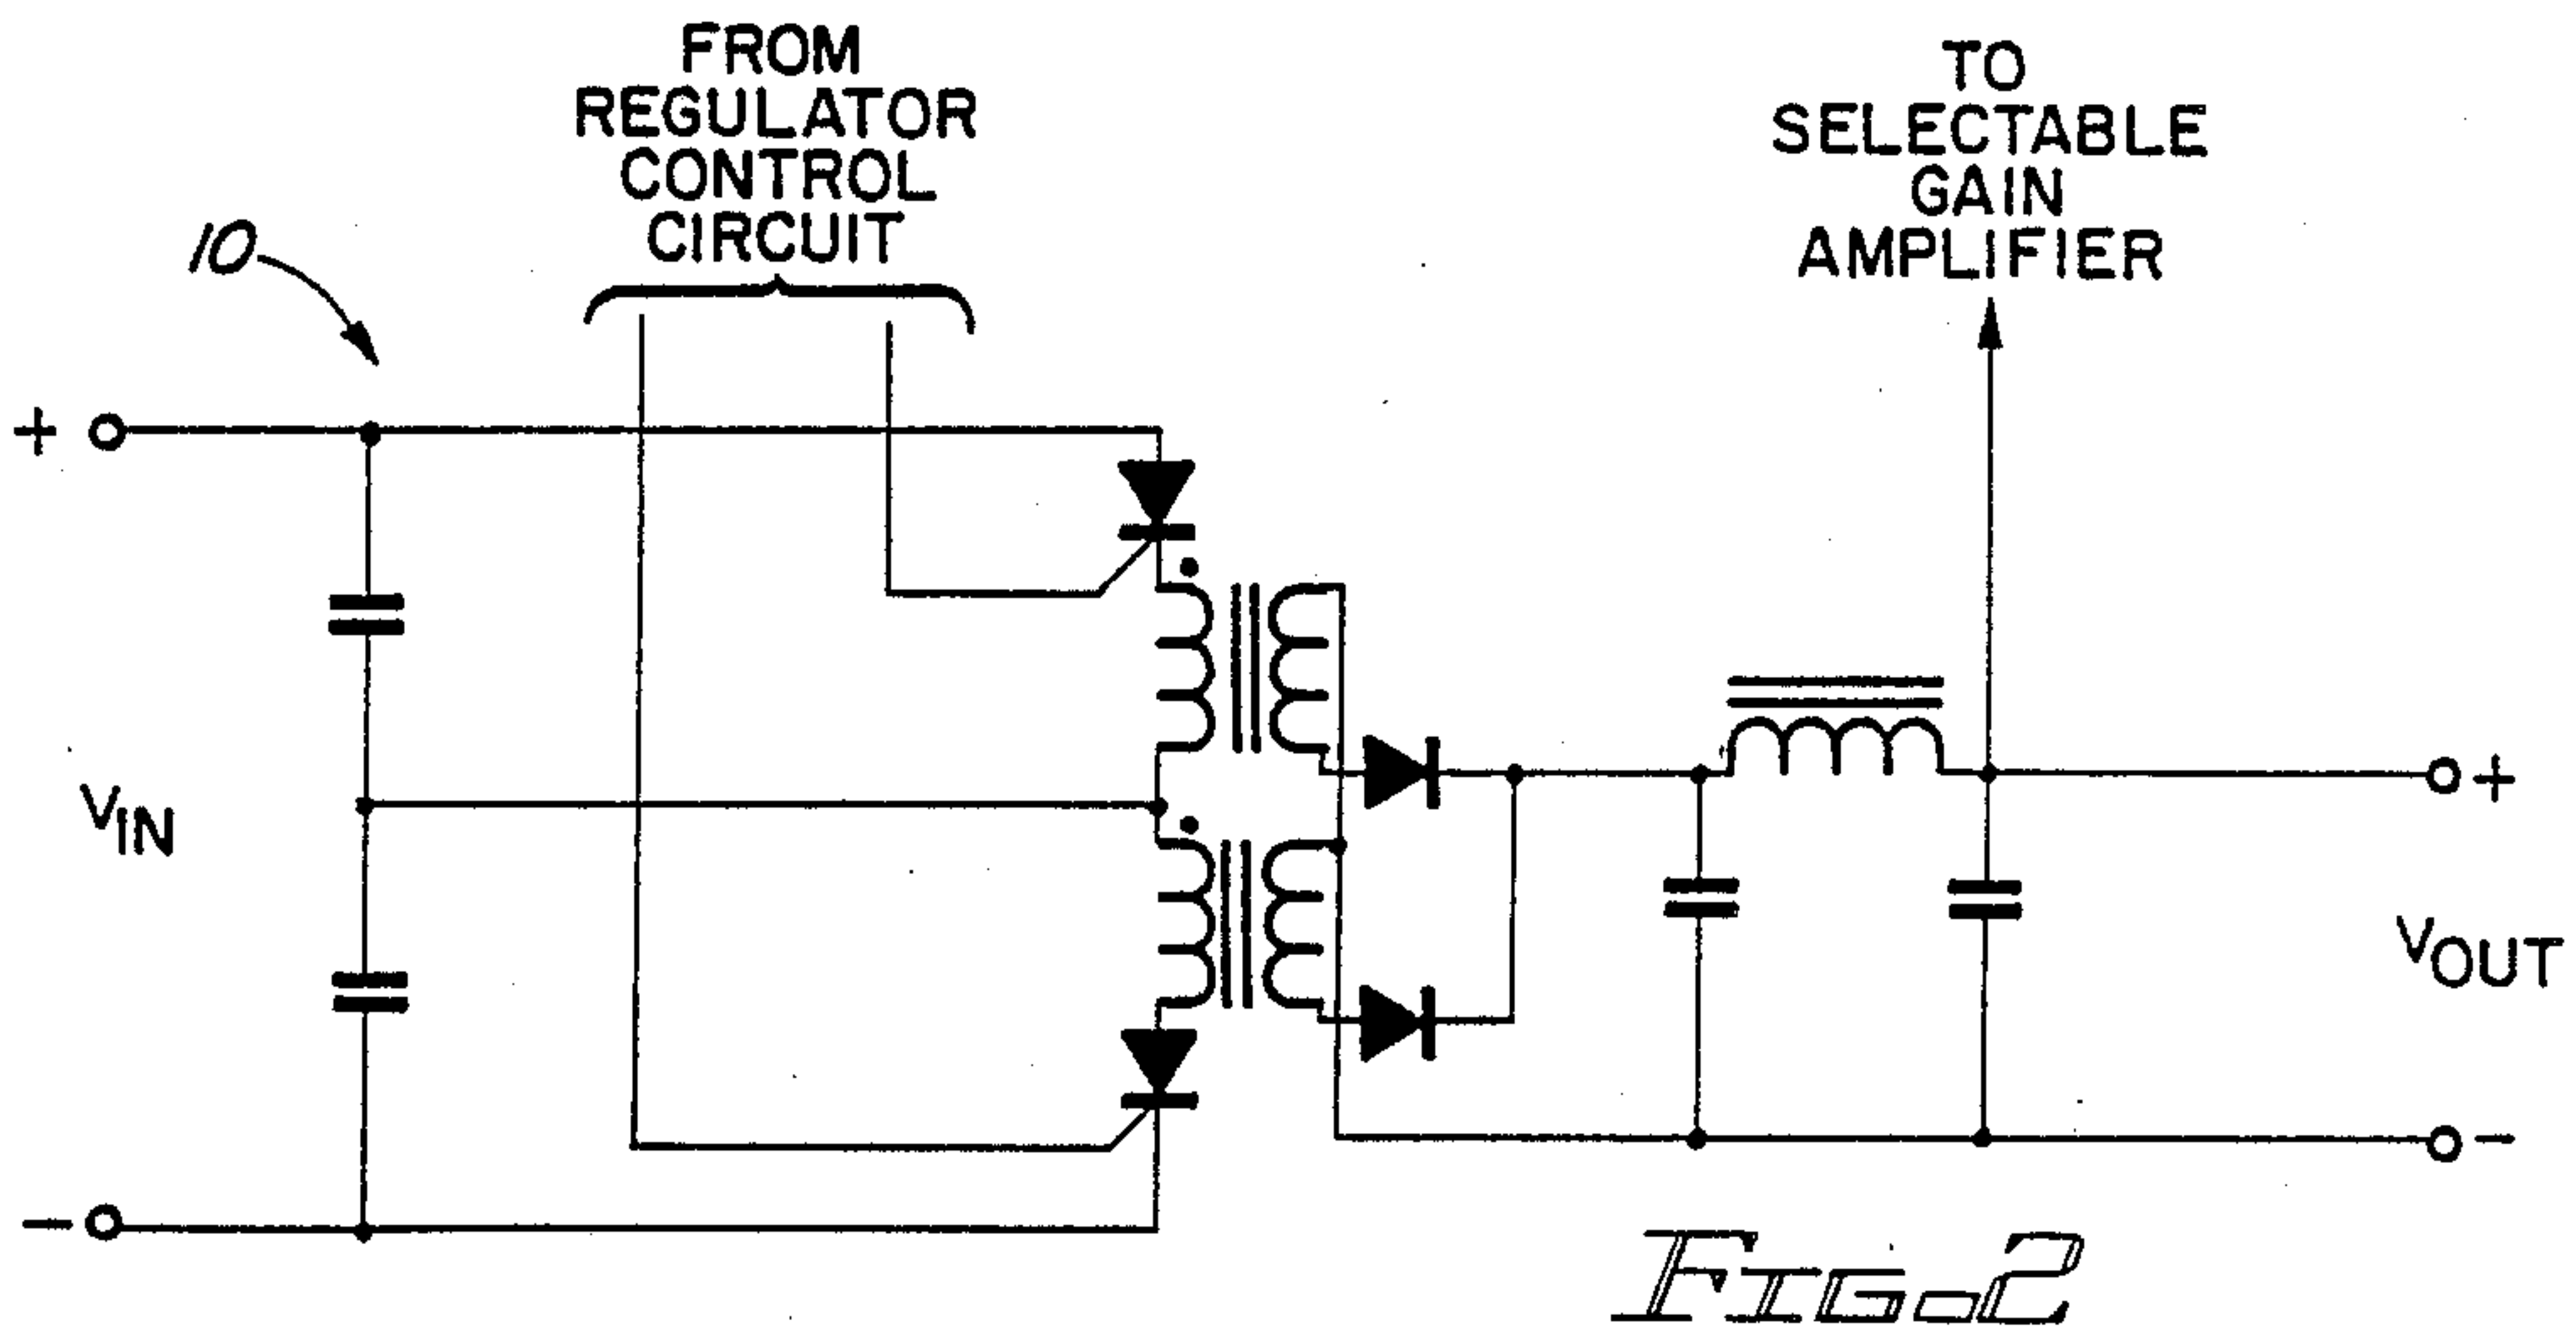 FROM
REGULATOR
CONTROL
CIRCUIT
TO
SELECTABLE
GAIN
AMPLIFIER
10
+
VIN
−
+
VOUT
−
FIG-2